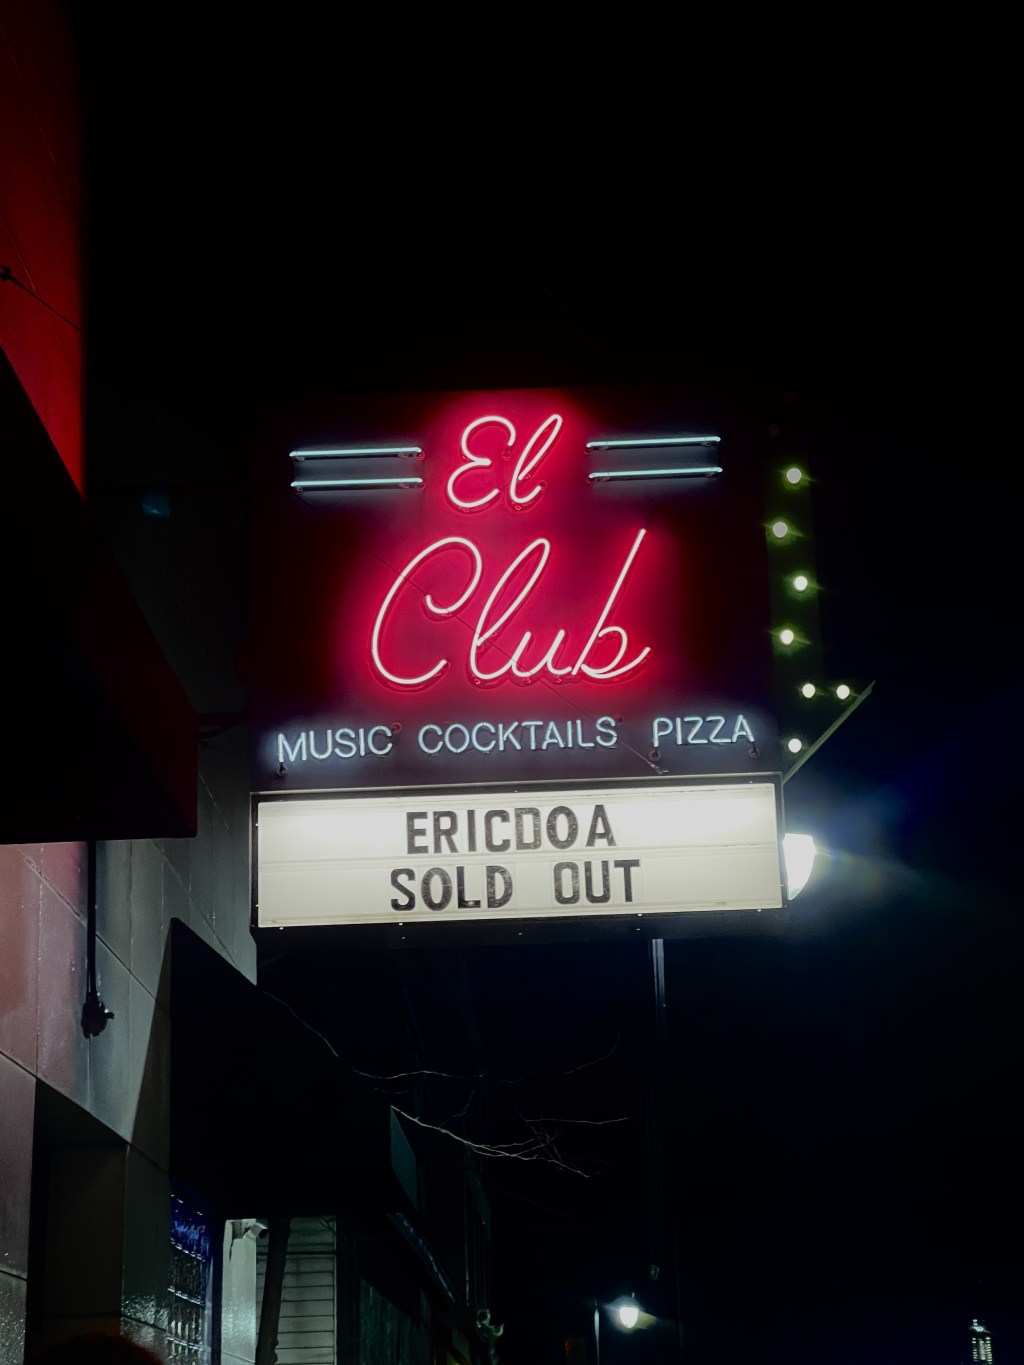 El
Club
MUSIC COCKTAILS PIZZA
ERICDOA
SOLD OUT